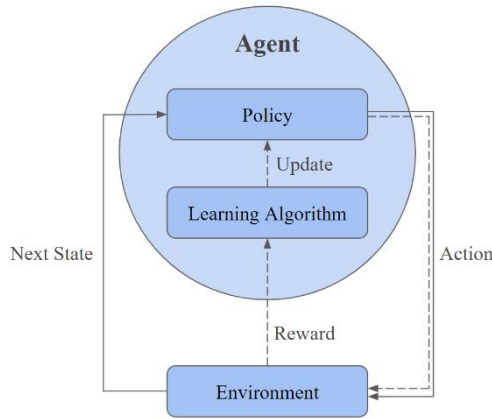 Agent
Policy
Update
Learning Algorithm
Next State
Action
Reward
Environment